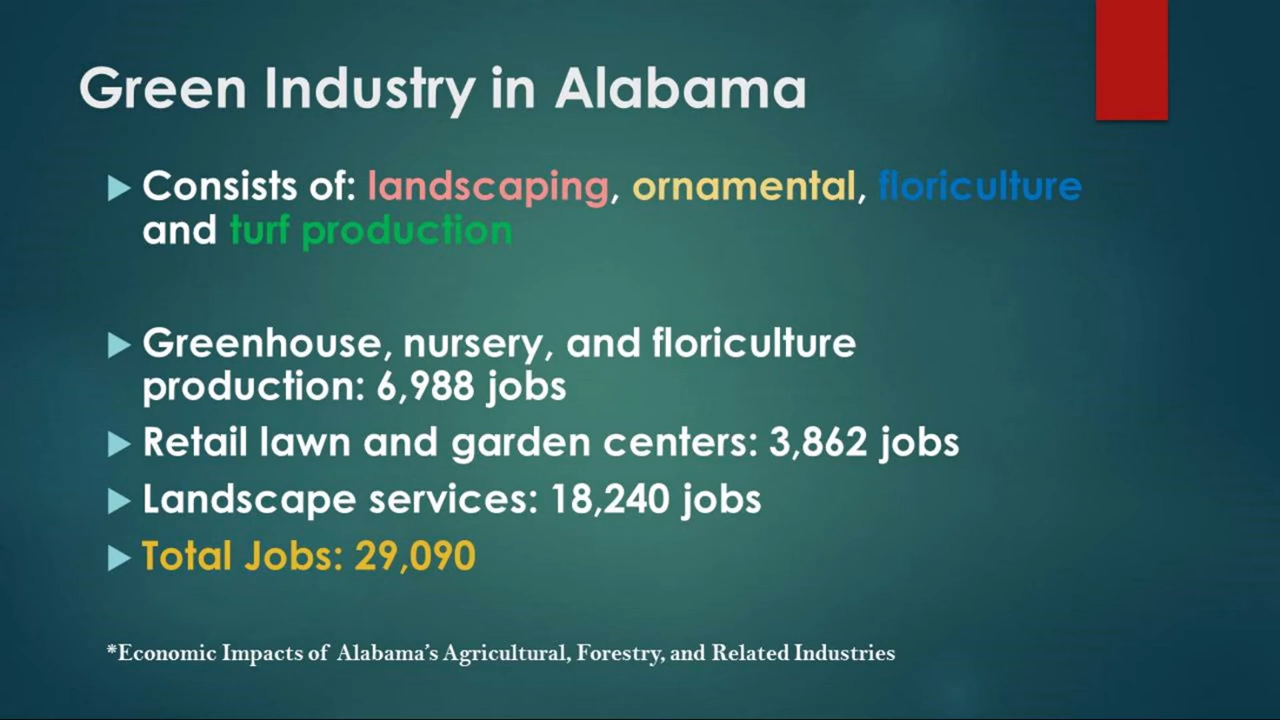 Green Industry in Alabama
Consists of: landscaping, ornamental, floriculture
and turf production
Greenhouse, nursery, and floriculture
production: 6,988 jobs
Retail lawn and garden centers: 3,862 jobs
Landscape services: 18,240 jobs
Total Jobs: 29,090
*Economic Impacts of Alabama's Agricultural, Forestry, and Related Industries